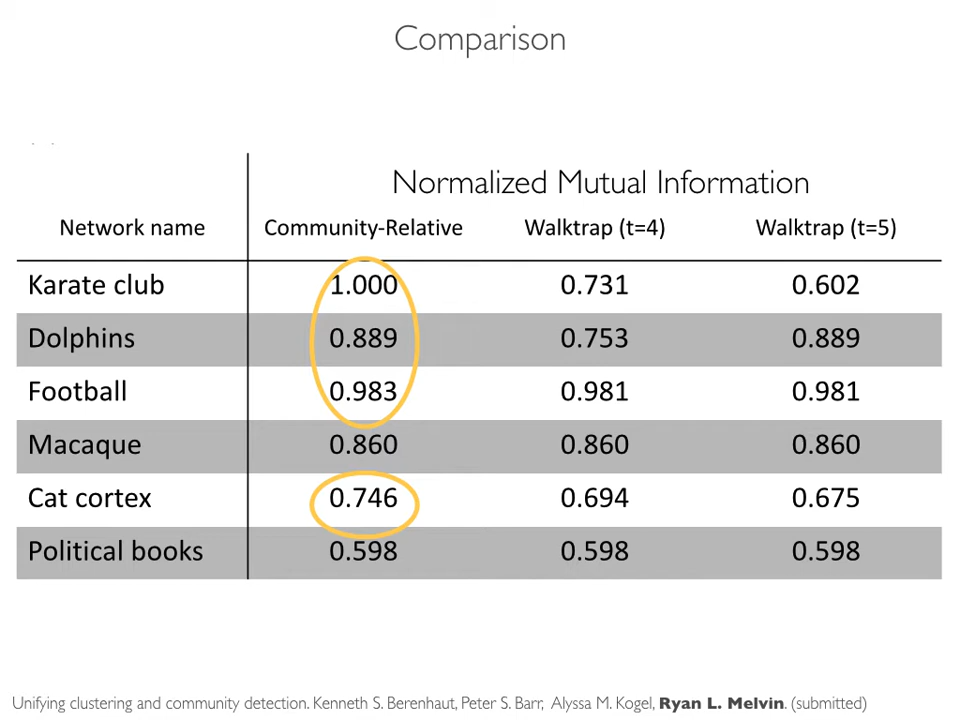 Comparison
Normalized Mutual Information
Network name Community-Relative Walktrap (t=4) Walktrap (t=5)
Karate club 1.000 0.731 0.602
Dolphins 0.889 0.753 0.889
Football 0.983 0.981 0.981
Macaque 0.860 0.860 0.860
Cat cortex 0.746 0.694 0.675
Political books 0.598 0.598 0.598
Unifying clustering and community detection. Kenneth S. Berenhaut, Peter S. Barr, Alyssa M. Kogel, Ryan L. Melvin. (submitted)